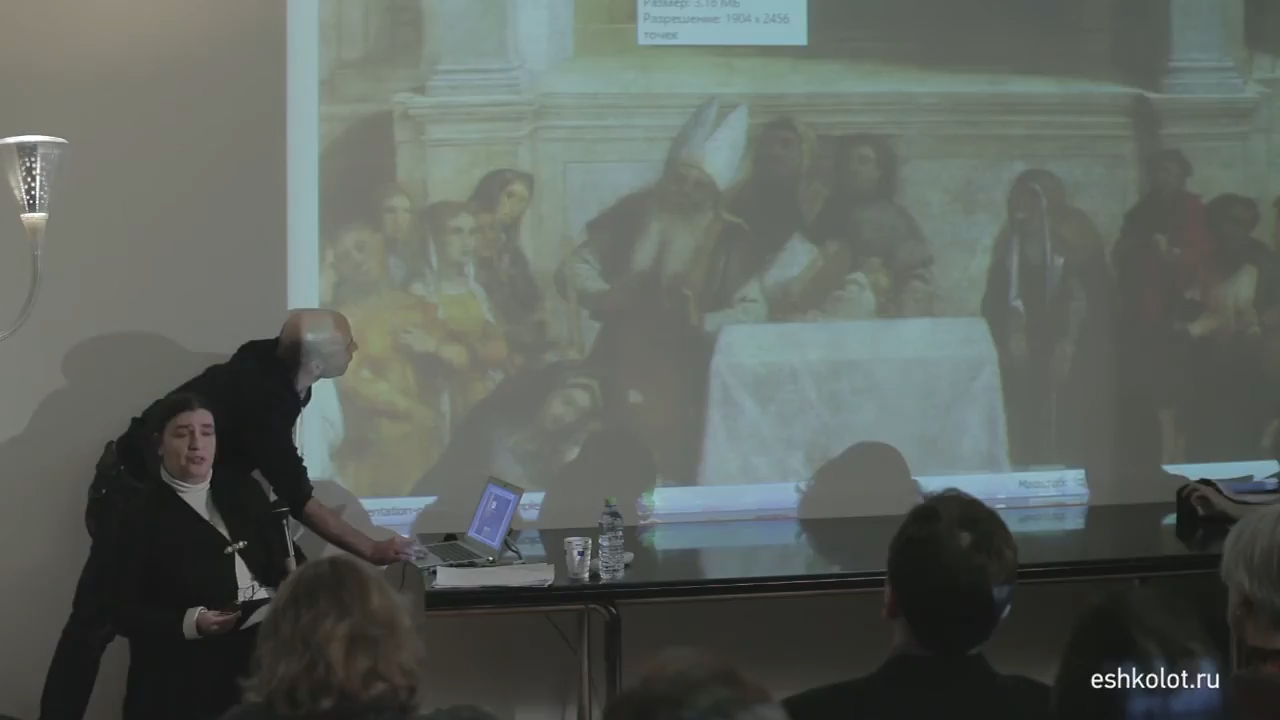 Размер: 3,16 МБ
Разрешение: 1904 x 2456
точек
eshkolot.ru